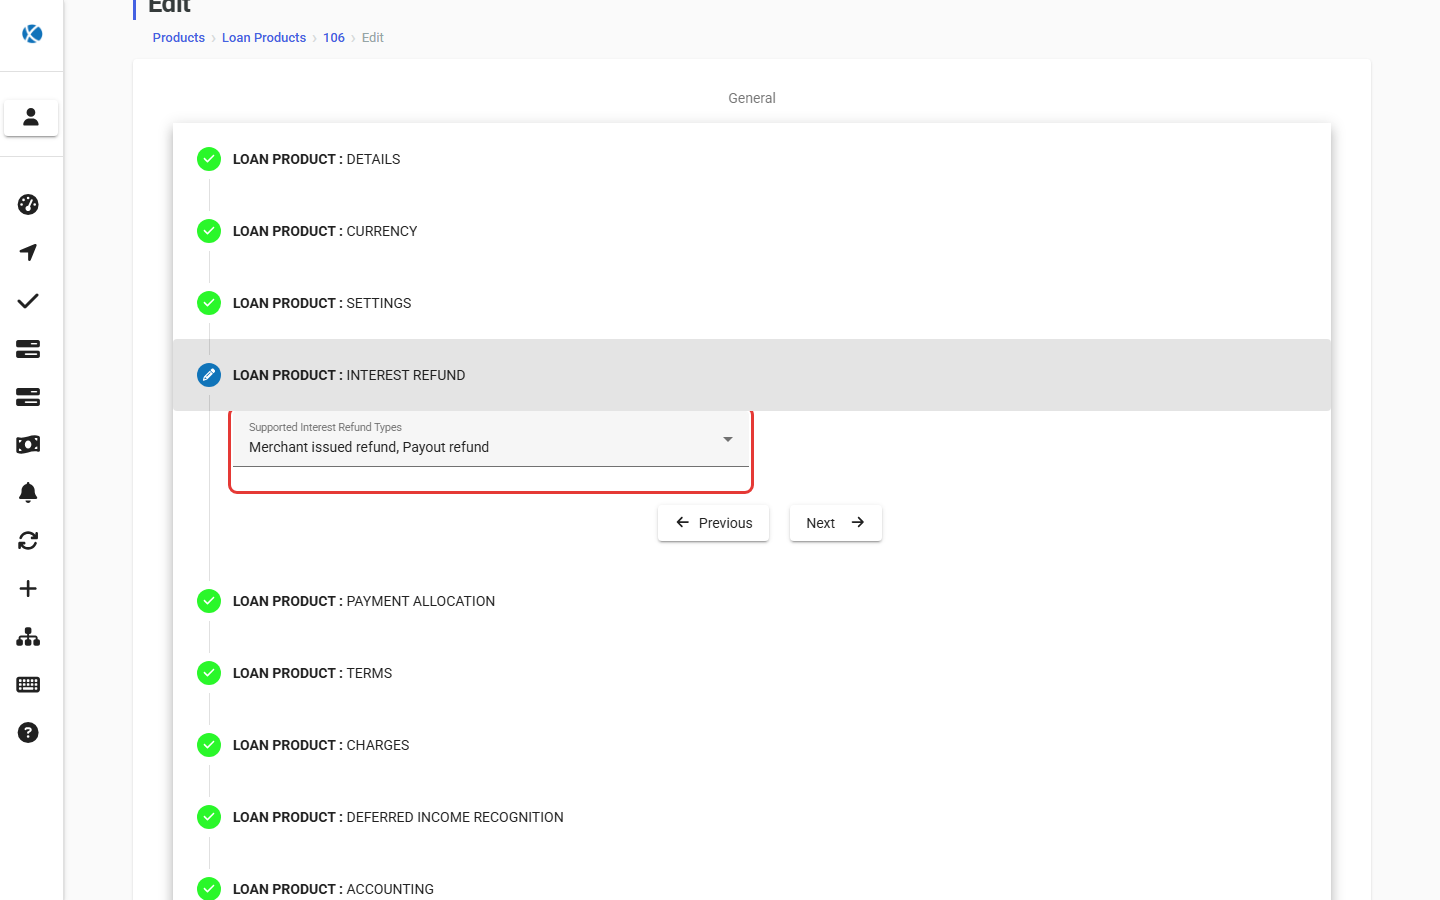 Edit
Products › Loan Products › 106 › Edit
General
LOAN PRODUCT : DETAILS
LOAN PRODUCT : CURRENCY
LOAN PRODUCT : SETTINGS
LOAN PRODUCT : INTEREST REFUND
Supported Interest Refund Types
Merchant issued refund, Payout refund
Previous
Next
LOAN PRODUCT : PAYMENT ALLOCATION
LOAN PRODUCT : TERMS
LOAN PRODUCT : CHARGES
LOAN PRODUCT : DEFERRED INCOME RECOGNITION
LOAN PRODUCT : ACCOUNTING